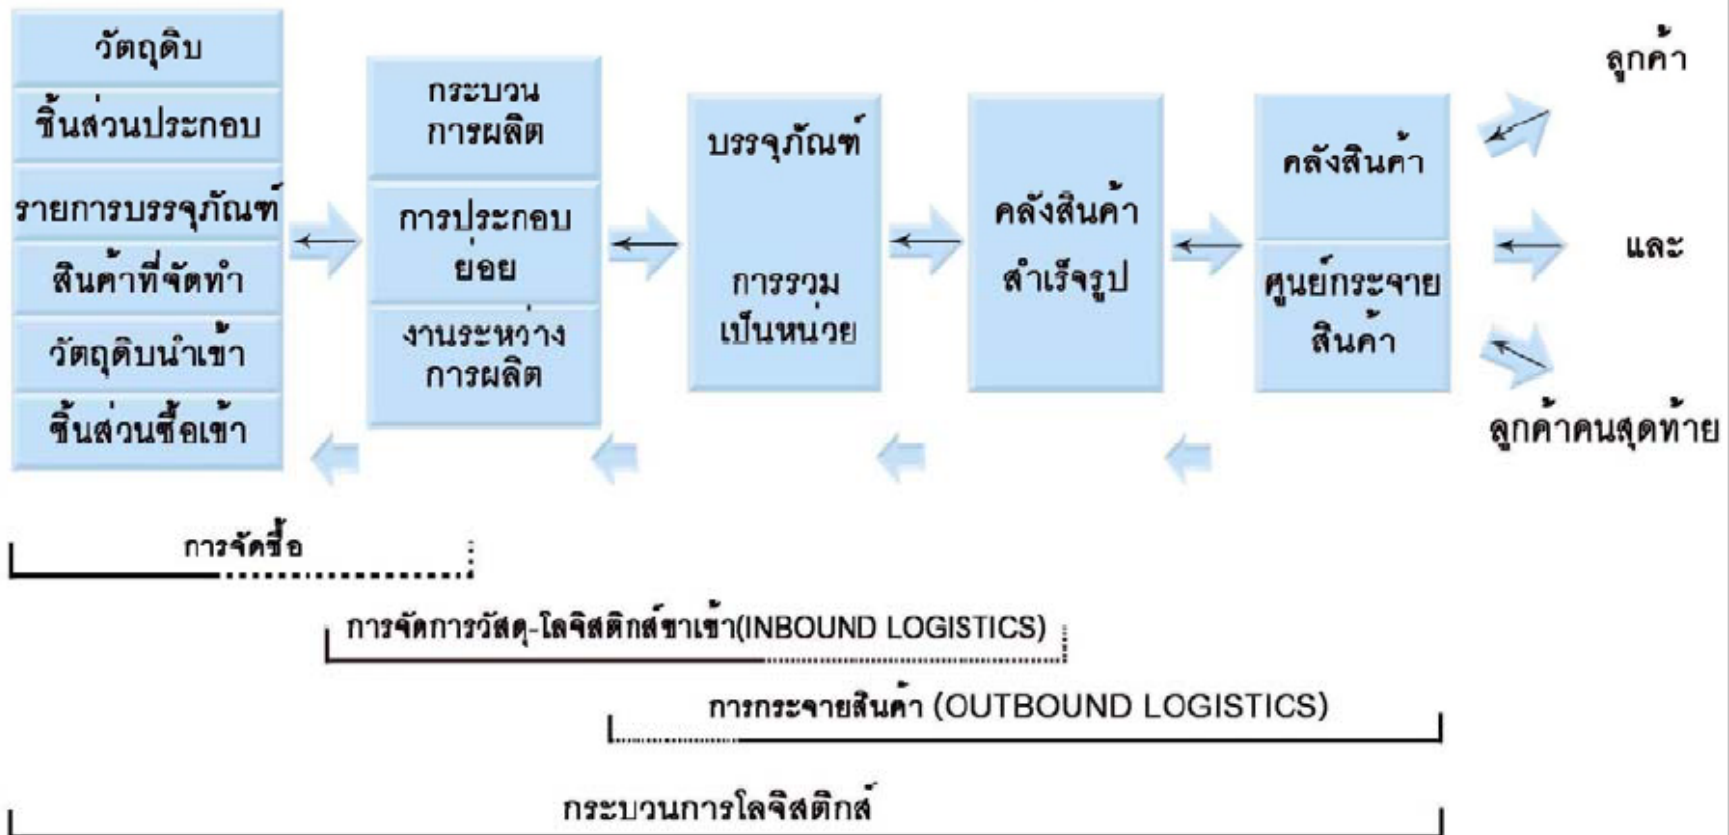 วัตถุดิบ
ชิ้นส่วนประกอบ
รายการบรรจุภัณฑ์
สินค้าที่จัดทำ
วัตถุดิบนำเข้า
ชิ้นส่วนซื้อเข้า
กระบวน
การผลิต
การประกอบ
ย่อย
งานระหว่าง
การผลิต
บรรจุภัณฑ์
การรวม
เป็นหน่วย
คลังสินค้า
สำเร็จรูป
คลังสินค้า
ศูนย์กระจาย
สินค้า
ลูกค้า
และ
ลูกค้าคนสุดท้าย
การจัดซื้อ
การจัดการวัสดุ-โลจิสติกส์ขาเข้า(INBOUND LOGISTICS)
การกระจายสินค้า (OUTBOUND LOGISTICS)
กระบวนการโลจิสติกส์